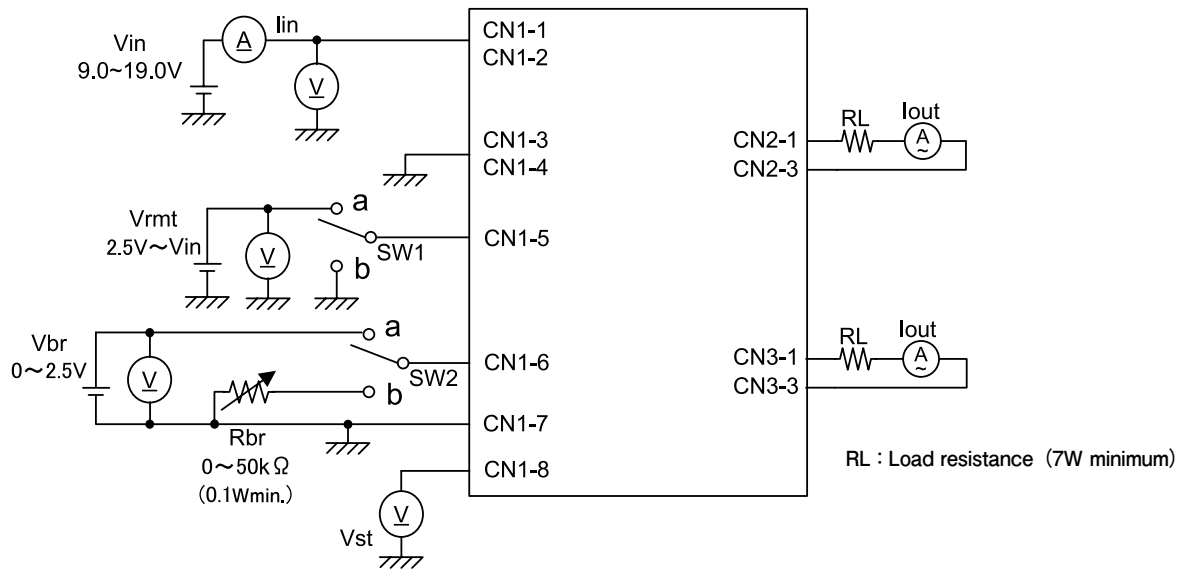 Vin
9.0~19.0V
A
Iin
V
CN1-1
CN1-2
CN1-3
CN1-4
Vrmt
2.5V～Vin
V
a
b
SW1
CN1-5
Vbr
0～2.5V
V
a
b
SW2
CN1-6
CN1-7
Rbr
0～50kΩ
(0.1Wmin.)
CN1-8
V
Vst
CN2-1
CN2-3
RL
Iout
A
~
CN3-1
CN3-3
RL
Iout
A
~
RL：Load resistance (7W minimum)